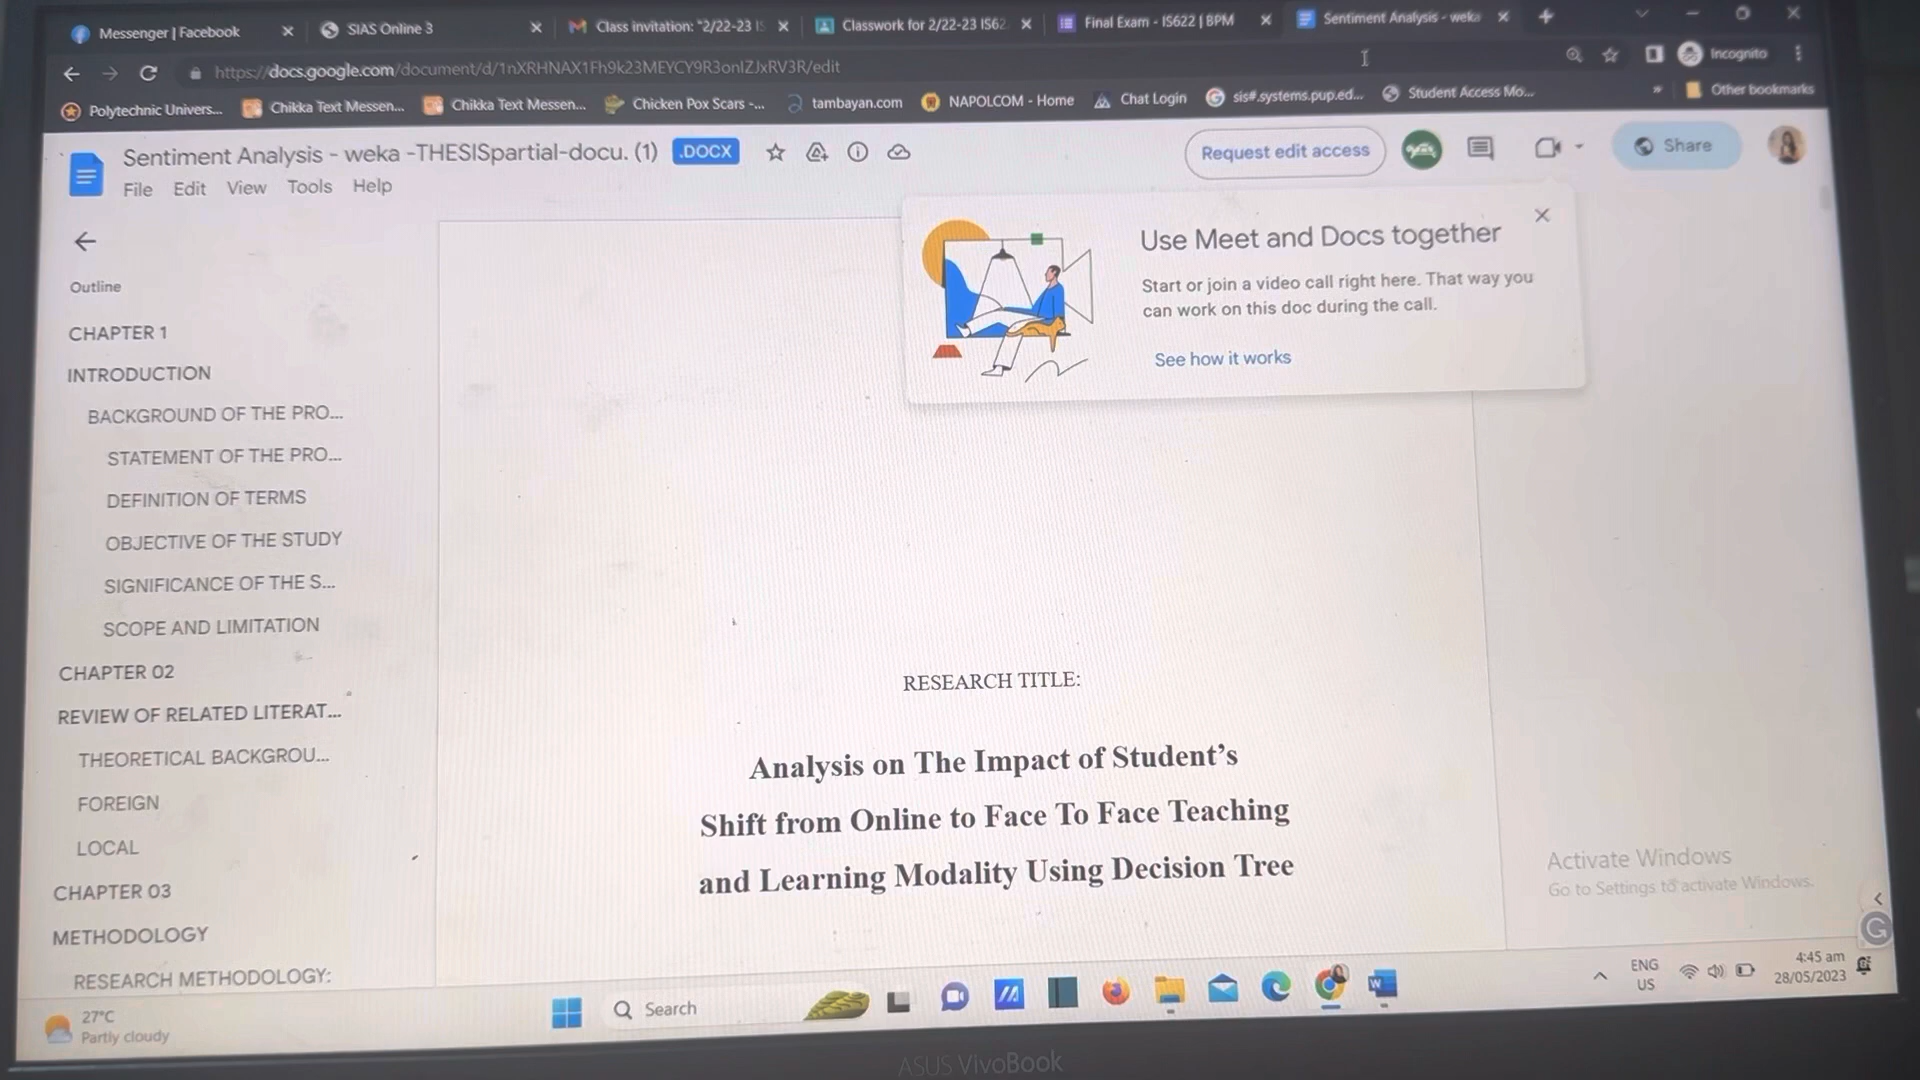 Messenger | Facebook
SIAS Online 3
Class invitation: "2/22-23 IS
Classwork for 2/22-23 IS62
Final Exam - IS622 | BPM
Sentiment Analysis - weka
https://docs.google.com/document/d/1nXRHNAX1Fh9k23MEYCY9R3onIZJxRV3R/edit
Incognito
Polytechnic Univers...
Chikka Text Messen...
Chikka Text Messen...
Chicken Pox Scars -...
tambayan.com
NAPOLCOM - Home
Chat Login
sis#.systems.pup.ed...
Student Access Mo...
Other bookmarks
Sentiment Analysis - weka -THESISpartial-docu. (1)
.DOCX
Request edit access
Share
File Edit View Tools Help
Use Meet and Docs together
Start or join a video call right here. That way you
can work on this doc during the call.
See how it works
Outline
CHAPTER 1
INTRODUCTION
BACKGROUND OF THE PRO...
STATEMENT OF THE PRO...
DEFINITION OF TERMS
OBJECTIVE OF THE STUDY
SIGNIFICANCE OF THE S...
SCOPE AND LIMITATION
CHAPTER 02
REVIEW OF RELATED LITERAT...
THEORETICAL BACKGROU...
FOREIGN
LOCAL
CHAPTER 03
METHODOLOGY
RESEARCH METHODOLOGY:
RESEARCH TITLE:
Analysis on The Impact of Student's
Shift from Online to Face To Face Teaching
and Learning Modality Using Decision Tree
Activate Windows
Go to Settings to activate Windows.
27°C
Partly cloudy
Search
ENG
US
4:45 am
28/05/2023
ASUS VivoBook